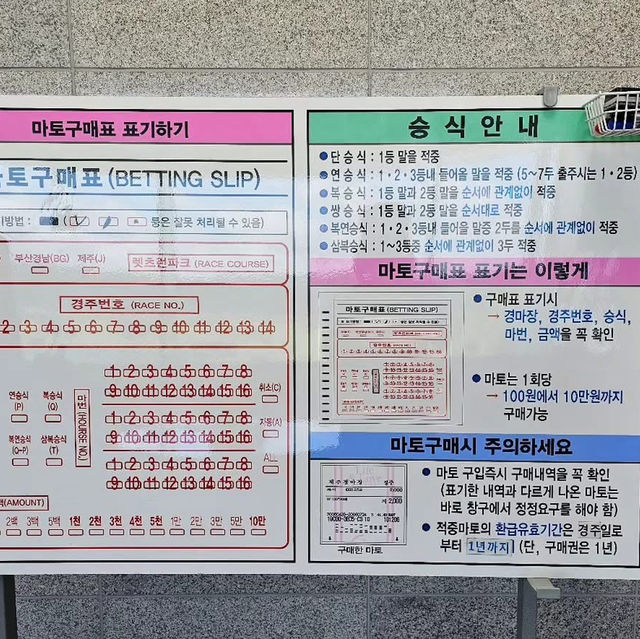 마토구매표 표기하기
토구매표 (BETTING SLIP)
기방법 :
등은 잘못 처리될 수 있음)
부산경남(BG) 제주(J) 렛츠런파크 (RACE COURSE)
경주번호 (RACE NO.)
2 3 4 5 6 7 8 9 10 11 12 13 14
연승식 (P) 복승식 (Q)
복연승식 (Q-P) 삼복승식 (T)
마번 (HORSE NO.)
1 2 3 4 5 6 7 8
9 10 11 12 13 14 15 16
1 2 3 4 5 6 7 8
9 10 11 12 13 14 15 16
1 2 3 4 5 6 7 8
9 10 11 12 13 14 15 16
취소(C)
자동(A)
ALL
액(AMOUNT)
2백 3백 5백 1천 2천 3천 4천 5천 1만 2만 3만 5만 10만
승식안내
• 단 승 식 : 1등 말을 적중
• 연 승 식 : 1·2·3등내 들어올 말을 적중 (5~7두 출주시는 1·2등)
• 복 승 식 : 1등 말과 2등 말을 순서에 관계없이 적중
• 쌍 승 식 : 1등 말과 2등 말을 순서대로 적중
• 복연승식 : 1·2·3등내 들어올 말중 2두를 순서에 관계없이 적중
• 삼복승식 : 1~3등중 순서에 관계없이 3두 적중
마토구매표 표기는 이렇게
마토구매표 (BETTING SLIP)
• 구매표 표기시
→ 경마장, 경주번호, 승식,
마번, 금액을 꼭 확인
• 마토는 1회당
→ 100원에서 10만원까지
구매가능
마토구매시 주의하세요
제주경마장
구매한 마토
• 마토 구입즉시 구매내역을 꼭 확인
(표기한 내역과 다르게 나온 마토는
바로 창구에서 정정요구를 해야 함)
• 적중마토의 환급유효기간은 경주일로
부터 1년까지 (단, 구매권은 1년)